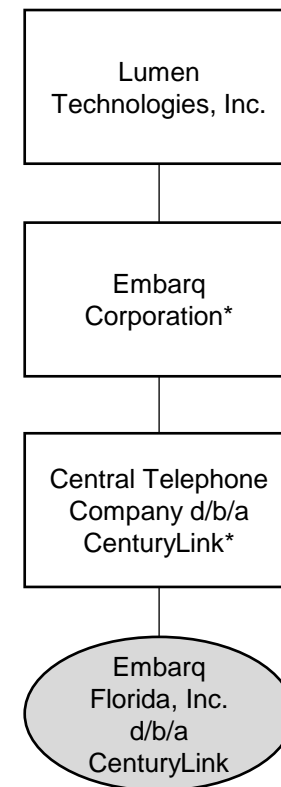 Lumen
Technologies, Inc.
Embarq
Corporation*
Central Telephone
Company d/b/a
CenturyLink*
Embarq
Florida, Inc.
d/b/a
CenturyLink